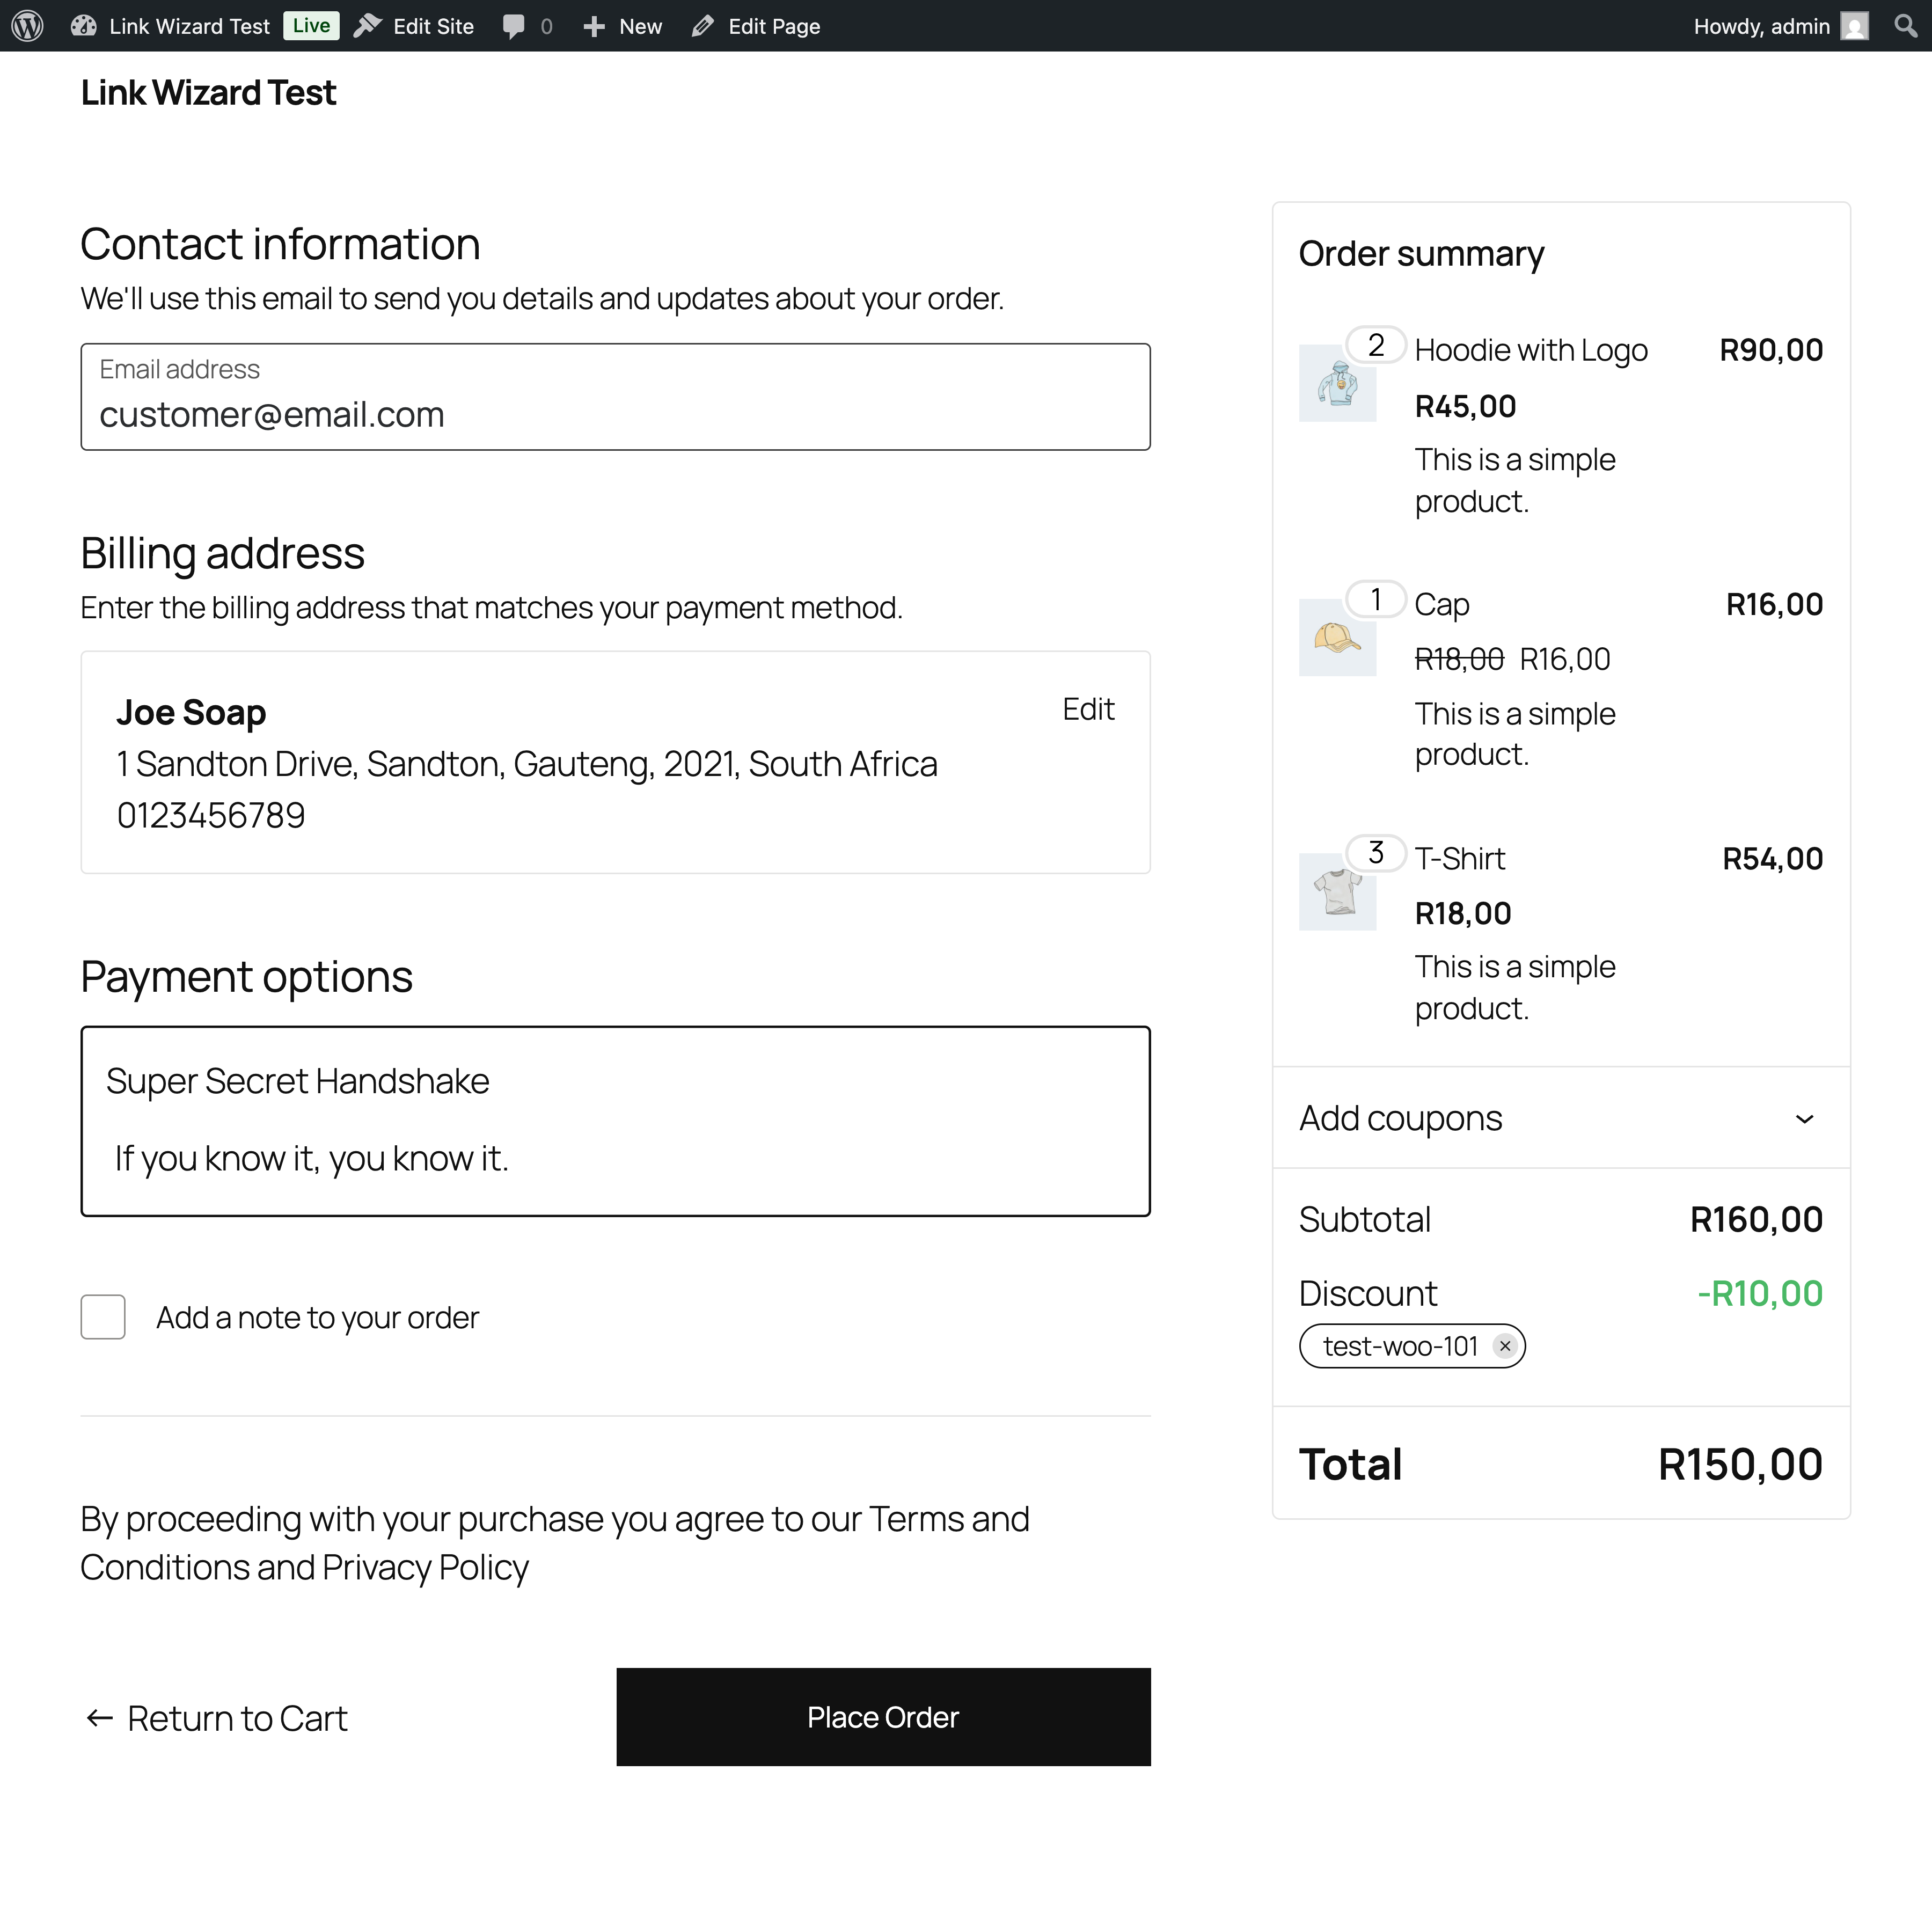 Link Wizard Test Live Edit Site 0 New Edit Page Howdy, admin
Link Wizard Test
Contact information
We'll use this email to send you details and updates about your order.
Email address
customer@email.com
Billing address
Enter the billing address that matches your payment method.
Joe Soap
Edit
1 Sandton Drive, Sandton, Gauteng, 2021, South Africa
0123456789
Payment options
Super Secret Handshake
If you know it, you know it.
Add a note to your order
By proceeding with your purchase you agree to our Terms and
Conditions and Privacy Policy
Return to Cart
Place Order
Order summary
2 Hoodie with Logo R90,00
R45,00
This is a simple
product.
1 Cap R16,00
R18,00 R16,00
This is a simple
product.
3 T-Shirt R54,00
R18,00
This is a simple
product.
Add coupons
Subtotal R160,00
Discount -R10,00
test-woo-101
Total R150,00